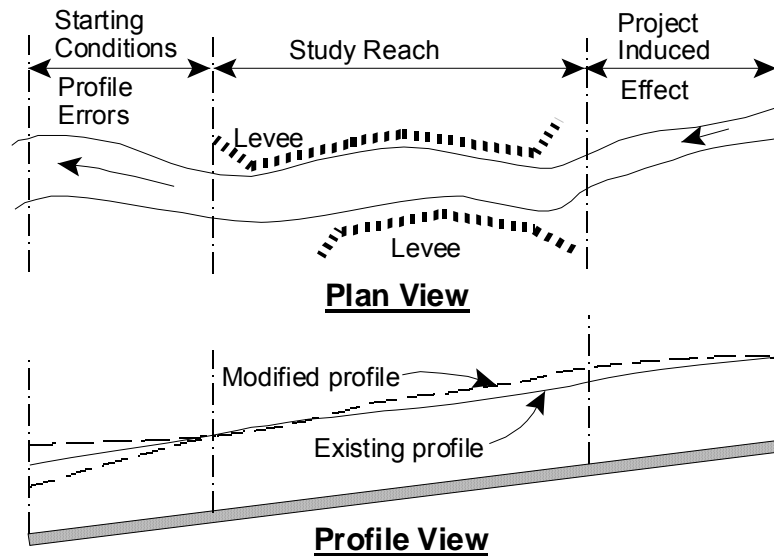 Starting
Conditions
Profile
Errors
Study Reach
Project
Induced
Effect
Levee
Levee
Plan View
Modified profile
Existing profile
Profile View